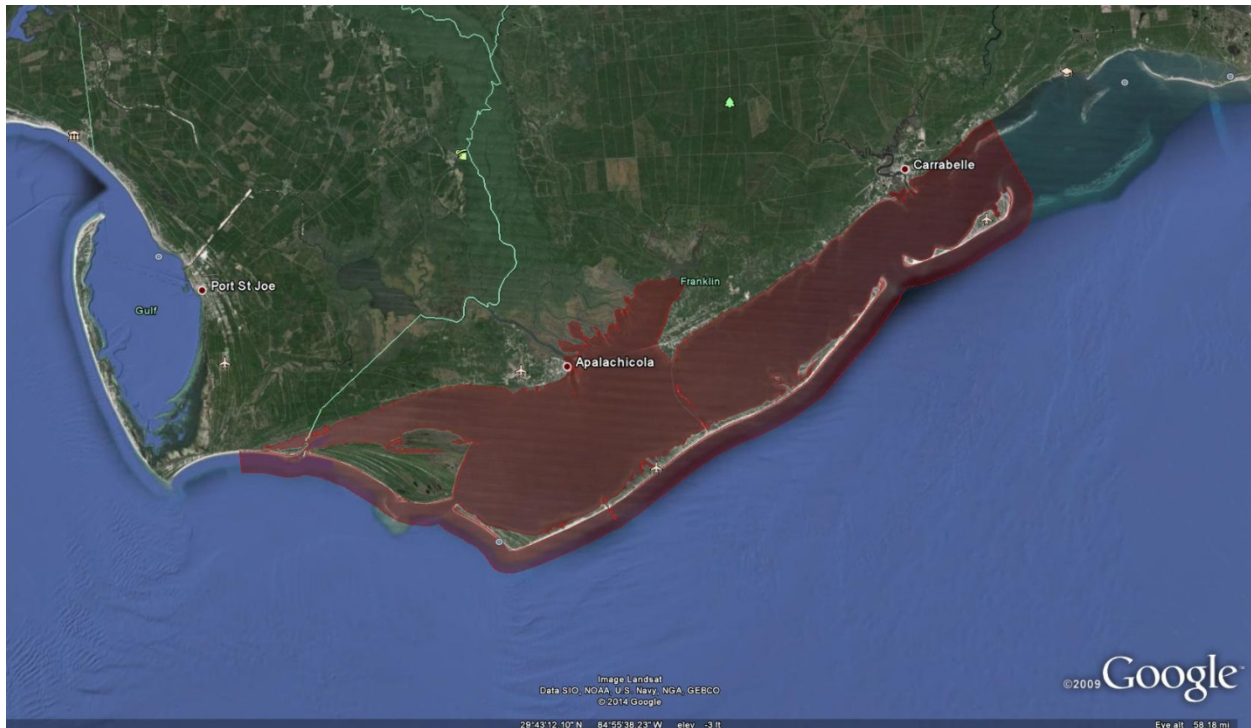 Carrabelle
Franklin
Port St Joe
Gulf
Apalachicola
Image Landsat
Data SIO, NOAA, U.S. Navy, NGA, GEBCO
© 2014 Google
©2009 Google
29°43'12.10" N 84°55'38.23" W elev -3 ft
Eye alt 58.18 mi